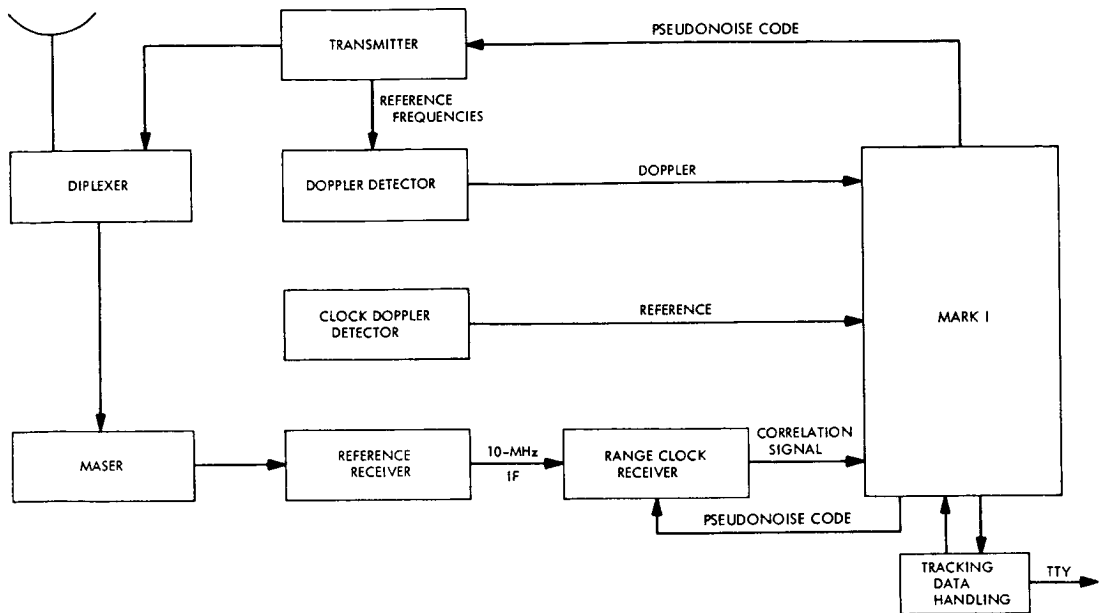 PSEUDONOISE CODE
TRANSMITTER
REFERENCE
FREQUENCIES
DIPLEXER
DOPPLER DETECTOR
DOPPLER
CLOCK DOPPLER
DETECTOR
REFERENCE
MARK I
MASER
REFERENCE
RECEIVER
10-MHz
IF
RANGE CLOCK
RECEIVER
CORRELATION
SIGNAL
PSEUDONOISE CODE
TRACKING
DATA
HANDLING
TTY